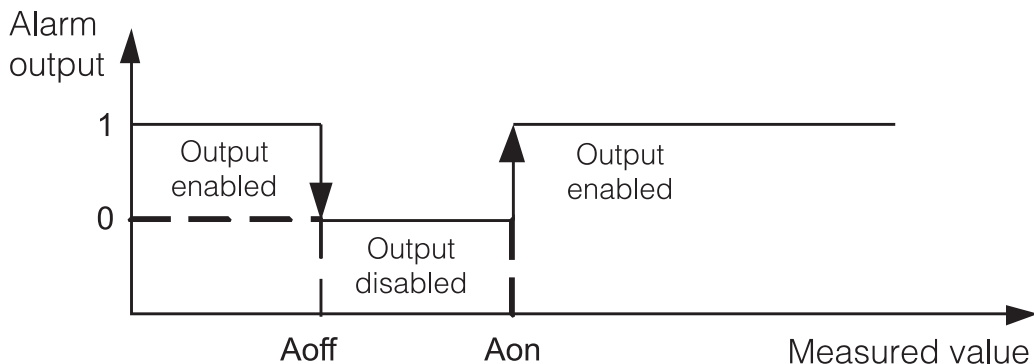 Alarm
output
1
Output
enabled
Output
enabled
0
Output
disabled
Aoff
Aon
Measured value